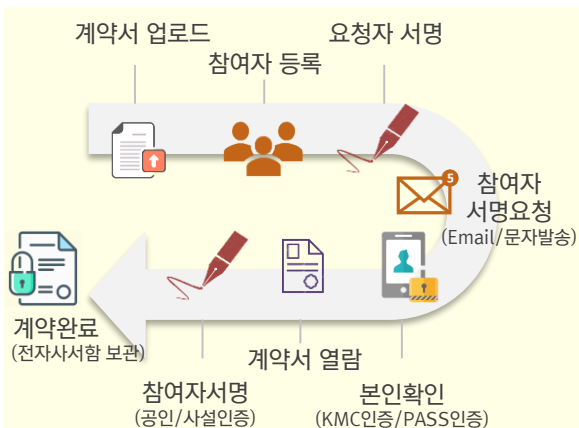 계약서 업로드
참여자 등록
요청자 서명
5
참여자
서명요청
(Email/문자발송)
본인확인
(KMC인증/PASS인증)
계약서 열람
참여자서명
(공인/사설인증)
계약완료
(전자사서함 보관)